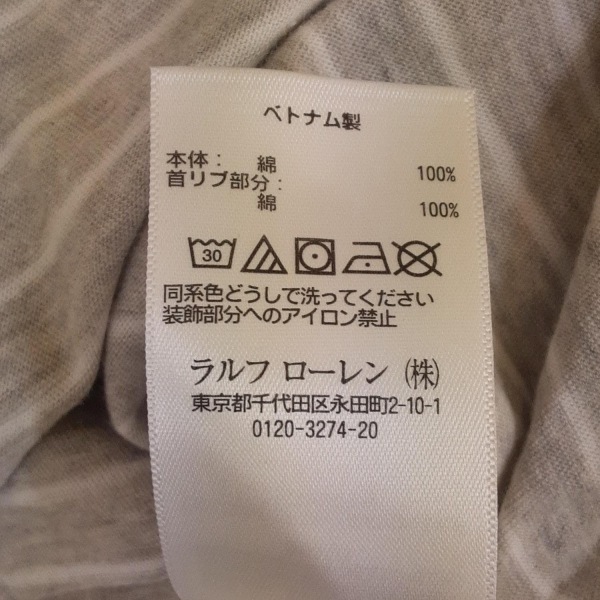 ベトナム製
本体: 綿 100%
首リブ部分:
綿 100%
30
同系色どうしで洗ってください
装飾部分へのアイロン禁止
ラルフ ローレン (株)
東京都千代田区永田町2-10-1
0120-3274-20